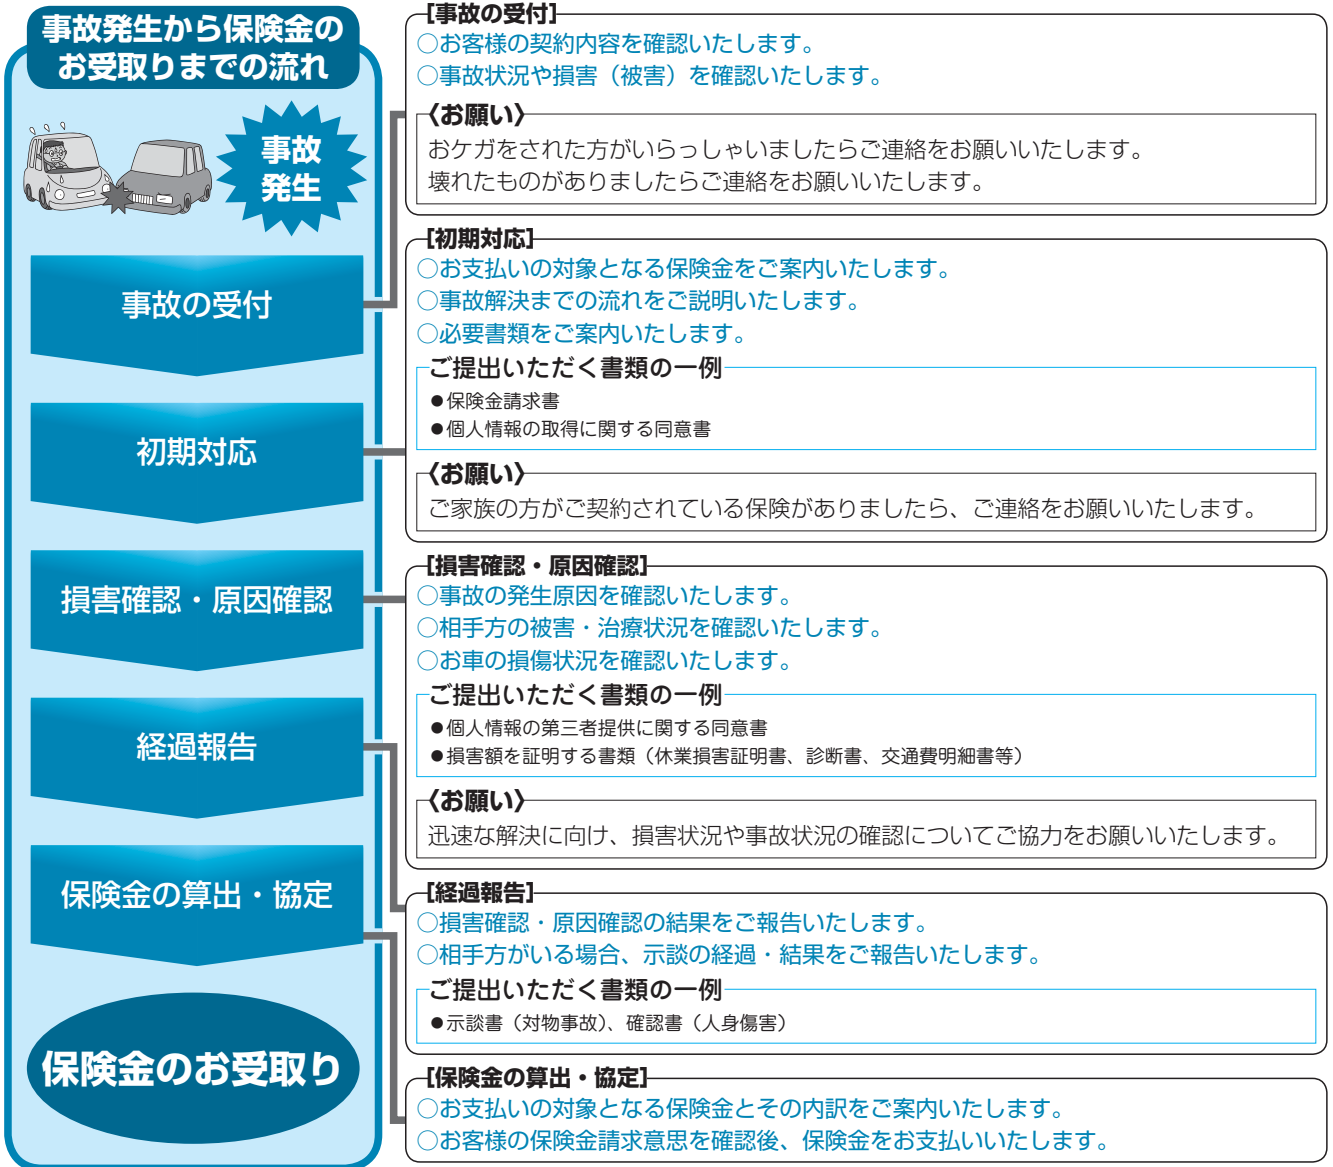 事故発生から保険金の
お受取りまでの流れ
事故
発生
事故の受付
初期対応
損害確認・原因確認
経過報告
保険金の算出・協定
保険金のお受取り
[事故の受付]
○お客様の契約内容を確認いたします。
○事故状況や損害（被害）を確認いたします。
〈お願い〉
おケガをされた方がいらっしゃいましたらご連絡をお願いいたします。
壊れたものがありましたらご連絡をお願いいたします。
[初期対応]
○お支払いの対象となる保険金をご案内いたします。
○事故解決までの流れをご説明いたします。
○必要書類をご案内いたします。
ご提出いただく書類の一例
●保険金請求書
●個人情報の取得に関する同意書
〈お願い〉
ご家族の方がご契約されている保険がありましたら、ご連絡をお願いいたします。
[損害確認・原因確認]
○事故の発生原因を確認いたします。
○相手方の被害・治療状況を確認いたします。
○お車の損傷状況を確認いたします。
ご提出いただく書類の一例
●個人情報の第三者提供に関する同意書
●損害額を証明する書類（休業損害証明書、診断書、交通費明細書等）
〈お願い〉
迅速な解決に向け、損害状況や事故状況の確認についてご協力をお願いいたします。
[経過報告]
○損害確認・原因確認の結果をご報告いたします。
○相手方がいる場合、示談の経過・結果をご報告いたします。
ご提出いただく書類の一例
●示談書（対物事故）、確認書（人身傷害）
[保険金の算出・協定]
○お支払いの対象となる保険金とその内訳をご案内いたします。
○お客様の保険金請求意思を確認後、保険金をお支払いいたします。